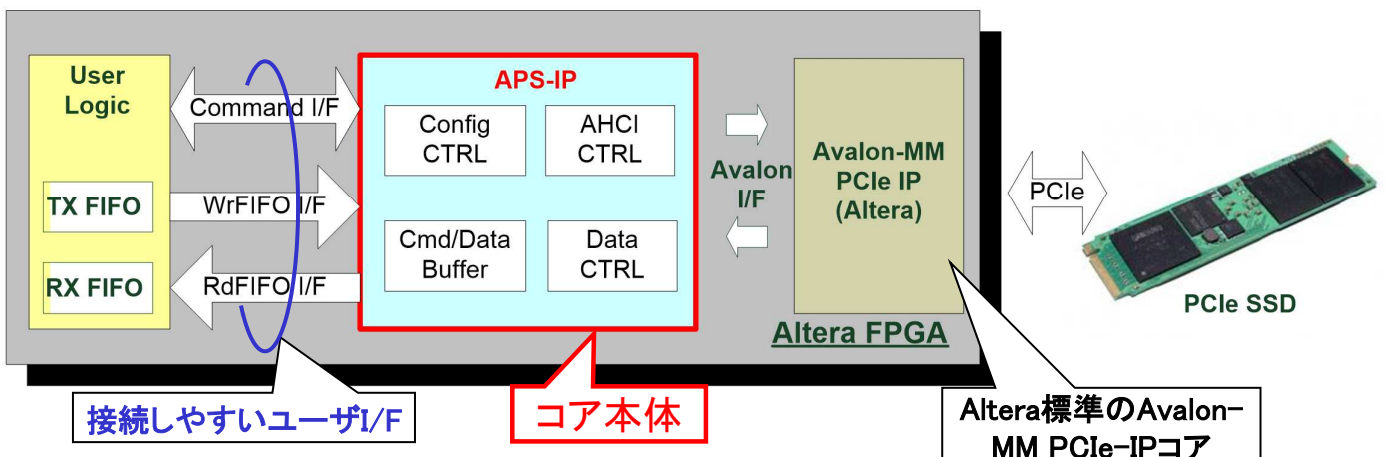 User
Logic
TX FIFO
RX FIFO
Command I/F
WrFIFO I/F
RdFIFO I/F
APS-IP
Config
CTRL
AHCI
CTRL
Cmd/Data
Buffer
Data
CTRL
Avalon
I/F
Avalon-MM
PCIe IP
(Altera)
Altera FPGA
PCIe
PCIe SSD
接続しやすいユーザI/F
コア本体
Altera標準のAvalon-
MM PCIe-IPコア